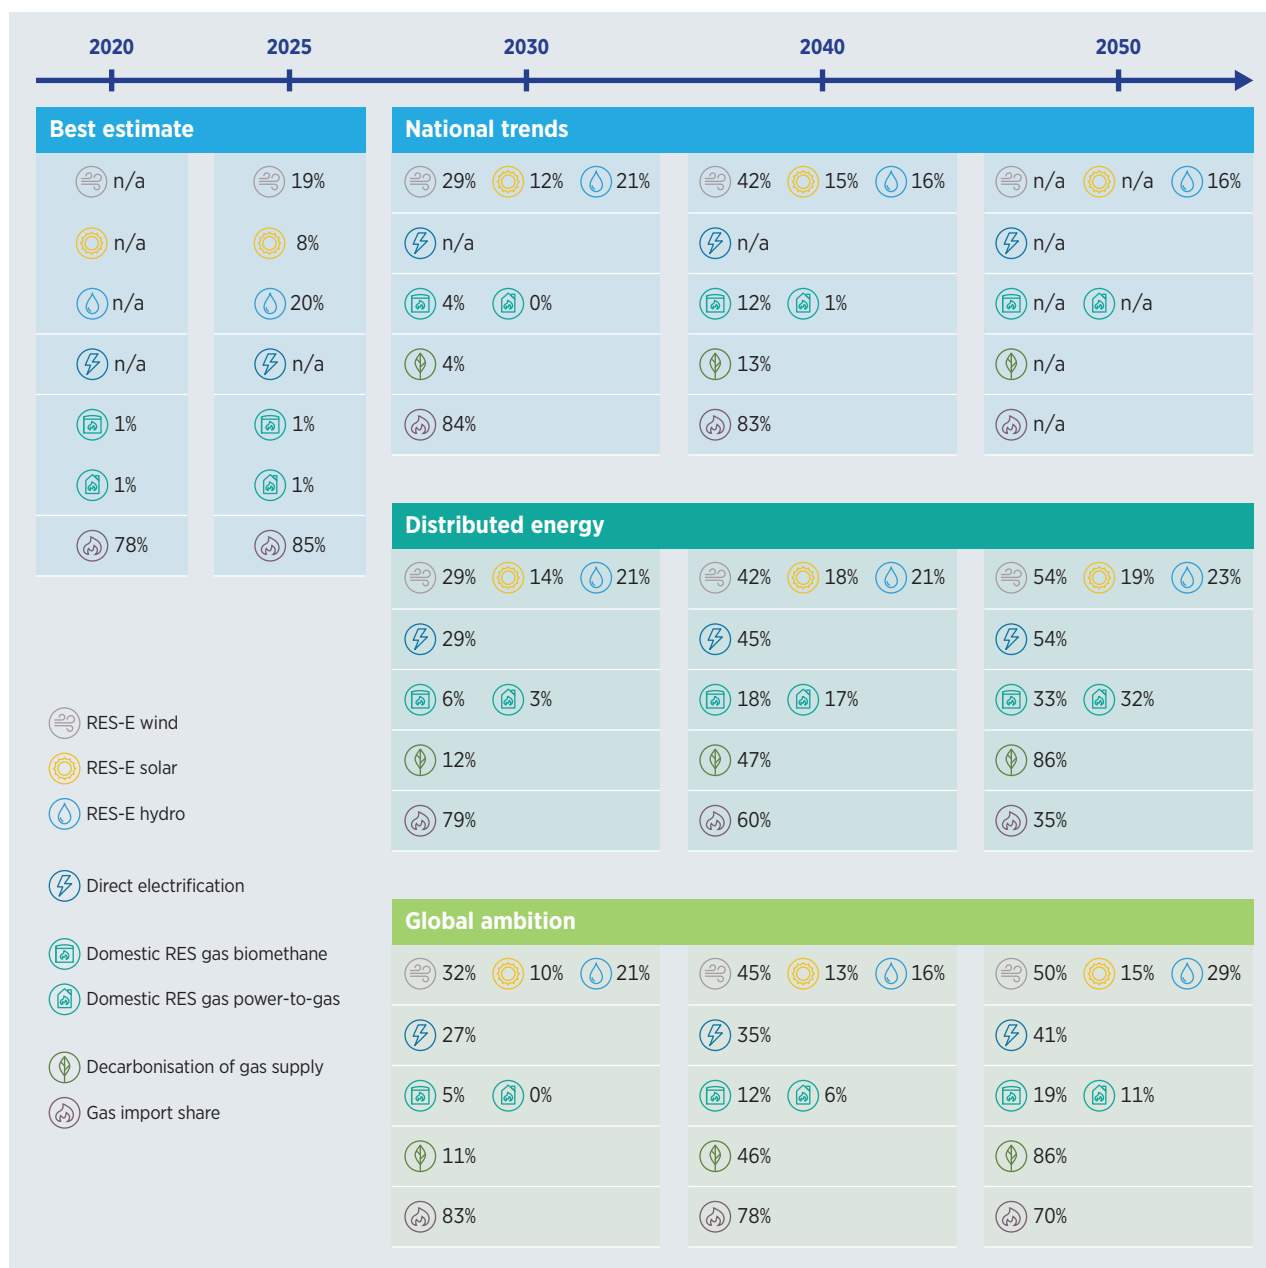 2020 2025 2030 2040 2050
Best estimate
n/a 19%
n/a 8%
n/a 20%
n/a n/a
1% 1%
1% 1%
78% 85%
National trends
29% 12% 21% 42% 15% 16% n/a n/a 16%
n/a n/a n/a
4% 0% 12% 1% n/a n/a
4% 13% n/a
84% 83% n/a
Distributed energy
29% 14% 21% 42% 18% 21% 54% 19% 23%
29% 45% 54%
6% 3% 18% 17% 33% 32%
12% 47% 86%
79% 60% 35%
Global ambition
32% 10% 21% 45% 13% 16% 50% 15% 29%
27% 35% 41%
5% 0% 12% 6% 19% 11%
11% 46% 86%
83% 78% 70%
RES-E wind
RES-E solar
RES-E hydro
Direct electrification
Domestic RES gas biomethane
Domestic RES gas power-to-gas
Decarbonisation of gas supply
Gas import share